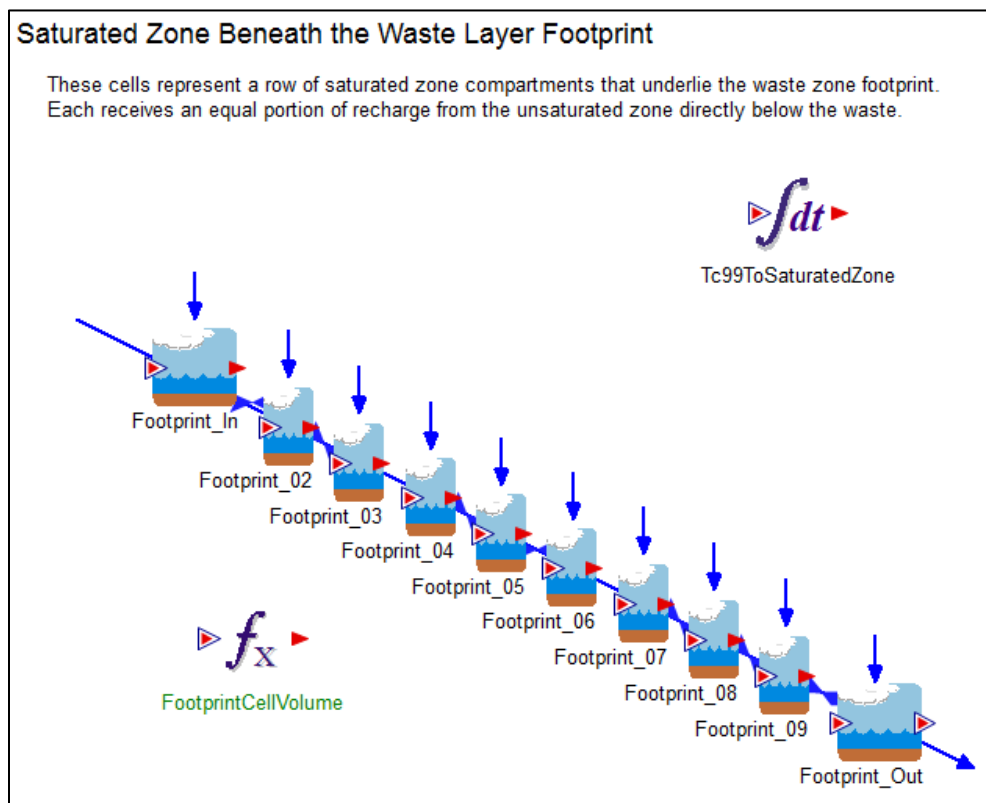 Saturated Zone Beneath the Waste Layer Footprint
These cells represent a row of saturated zone compartments that underlie the waste zone footprint.
Each receives an equal portion of recharge from the unsaturated zone directly below the waste.
∫dt
Tc99ToSaturatedZone
Footprint_In
Footprint_02
Footprint_03
Footprint_04
Footprint_05
Footprint_06
Footprint_07
Footprint_08
Footprint_09
Footprint_Out
fx
FootprintCellVolume